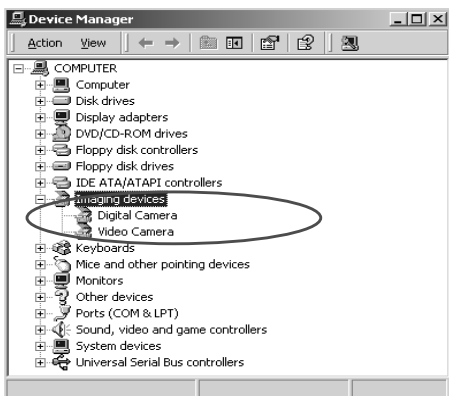 Device Manager
Action View
COMPUTER
Computer
Disk drives
Display adapters
DVD/CD-ROM drives
Floppy disk controllers
Floppy disk drives
IDE ATA/ATAPI controllers
Imaging devices
Digital Camera
Video Camera
Keyboards
Mice and other pointing devices
Monitors
Other devices
Ports (COM & LPT)
Sound, video and game controllers
System devices
Universal Serial Bus controllers